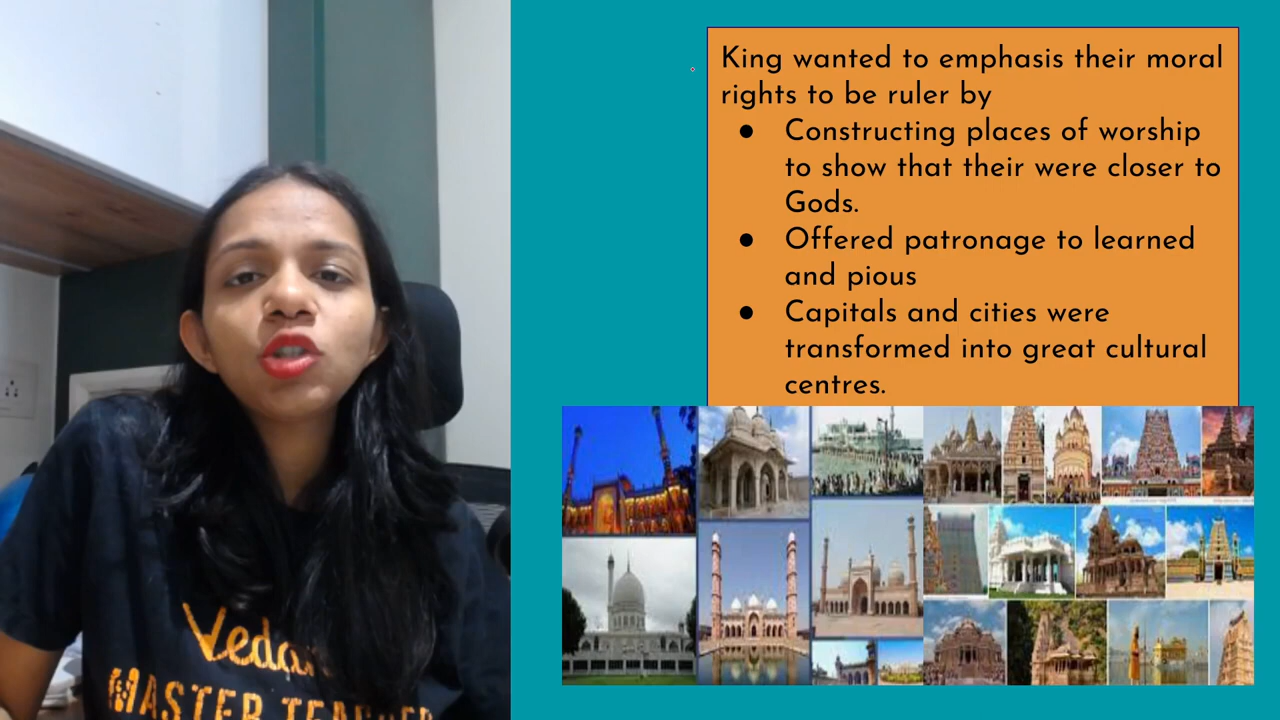 King wanted to emphasis their moral
rights to be ruler by
● Constructing places of worship
to show that their were closer to
Gods.
● Offered patronage to learned
and pious
● Capitals and cities were
transformed into great cultural
centres.
MASTER TEACHER